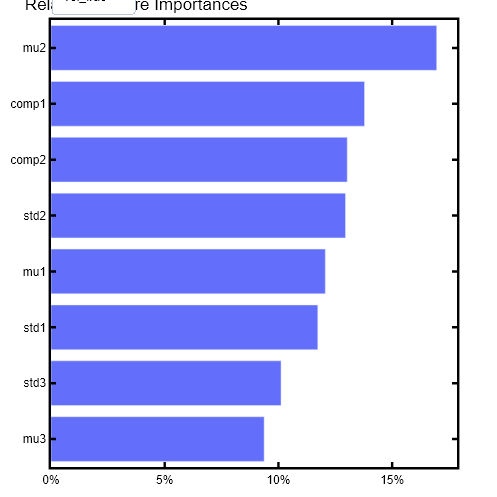 Rela re Importances
mu2
comp1
comp2
std2
mu1
std1
std3
mu3
0% 5% 10% 15%